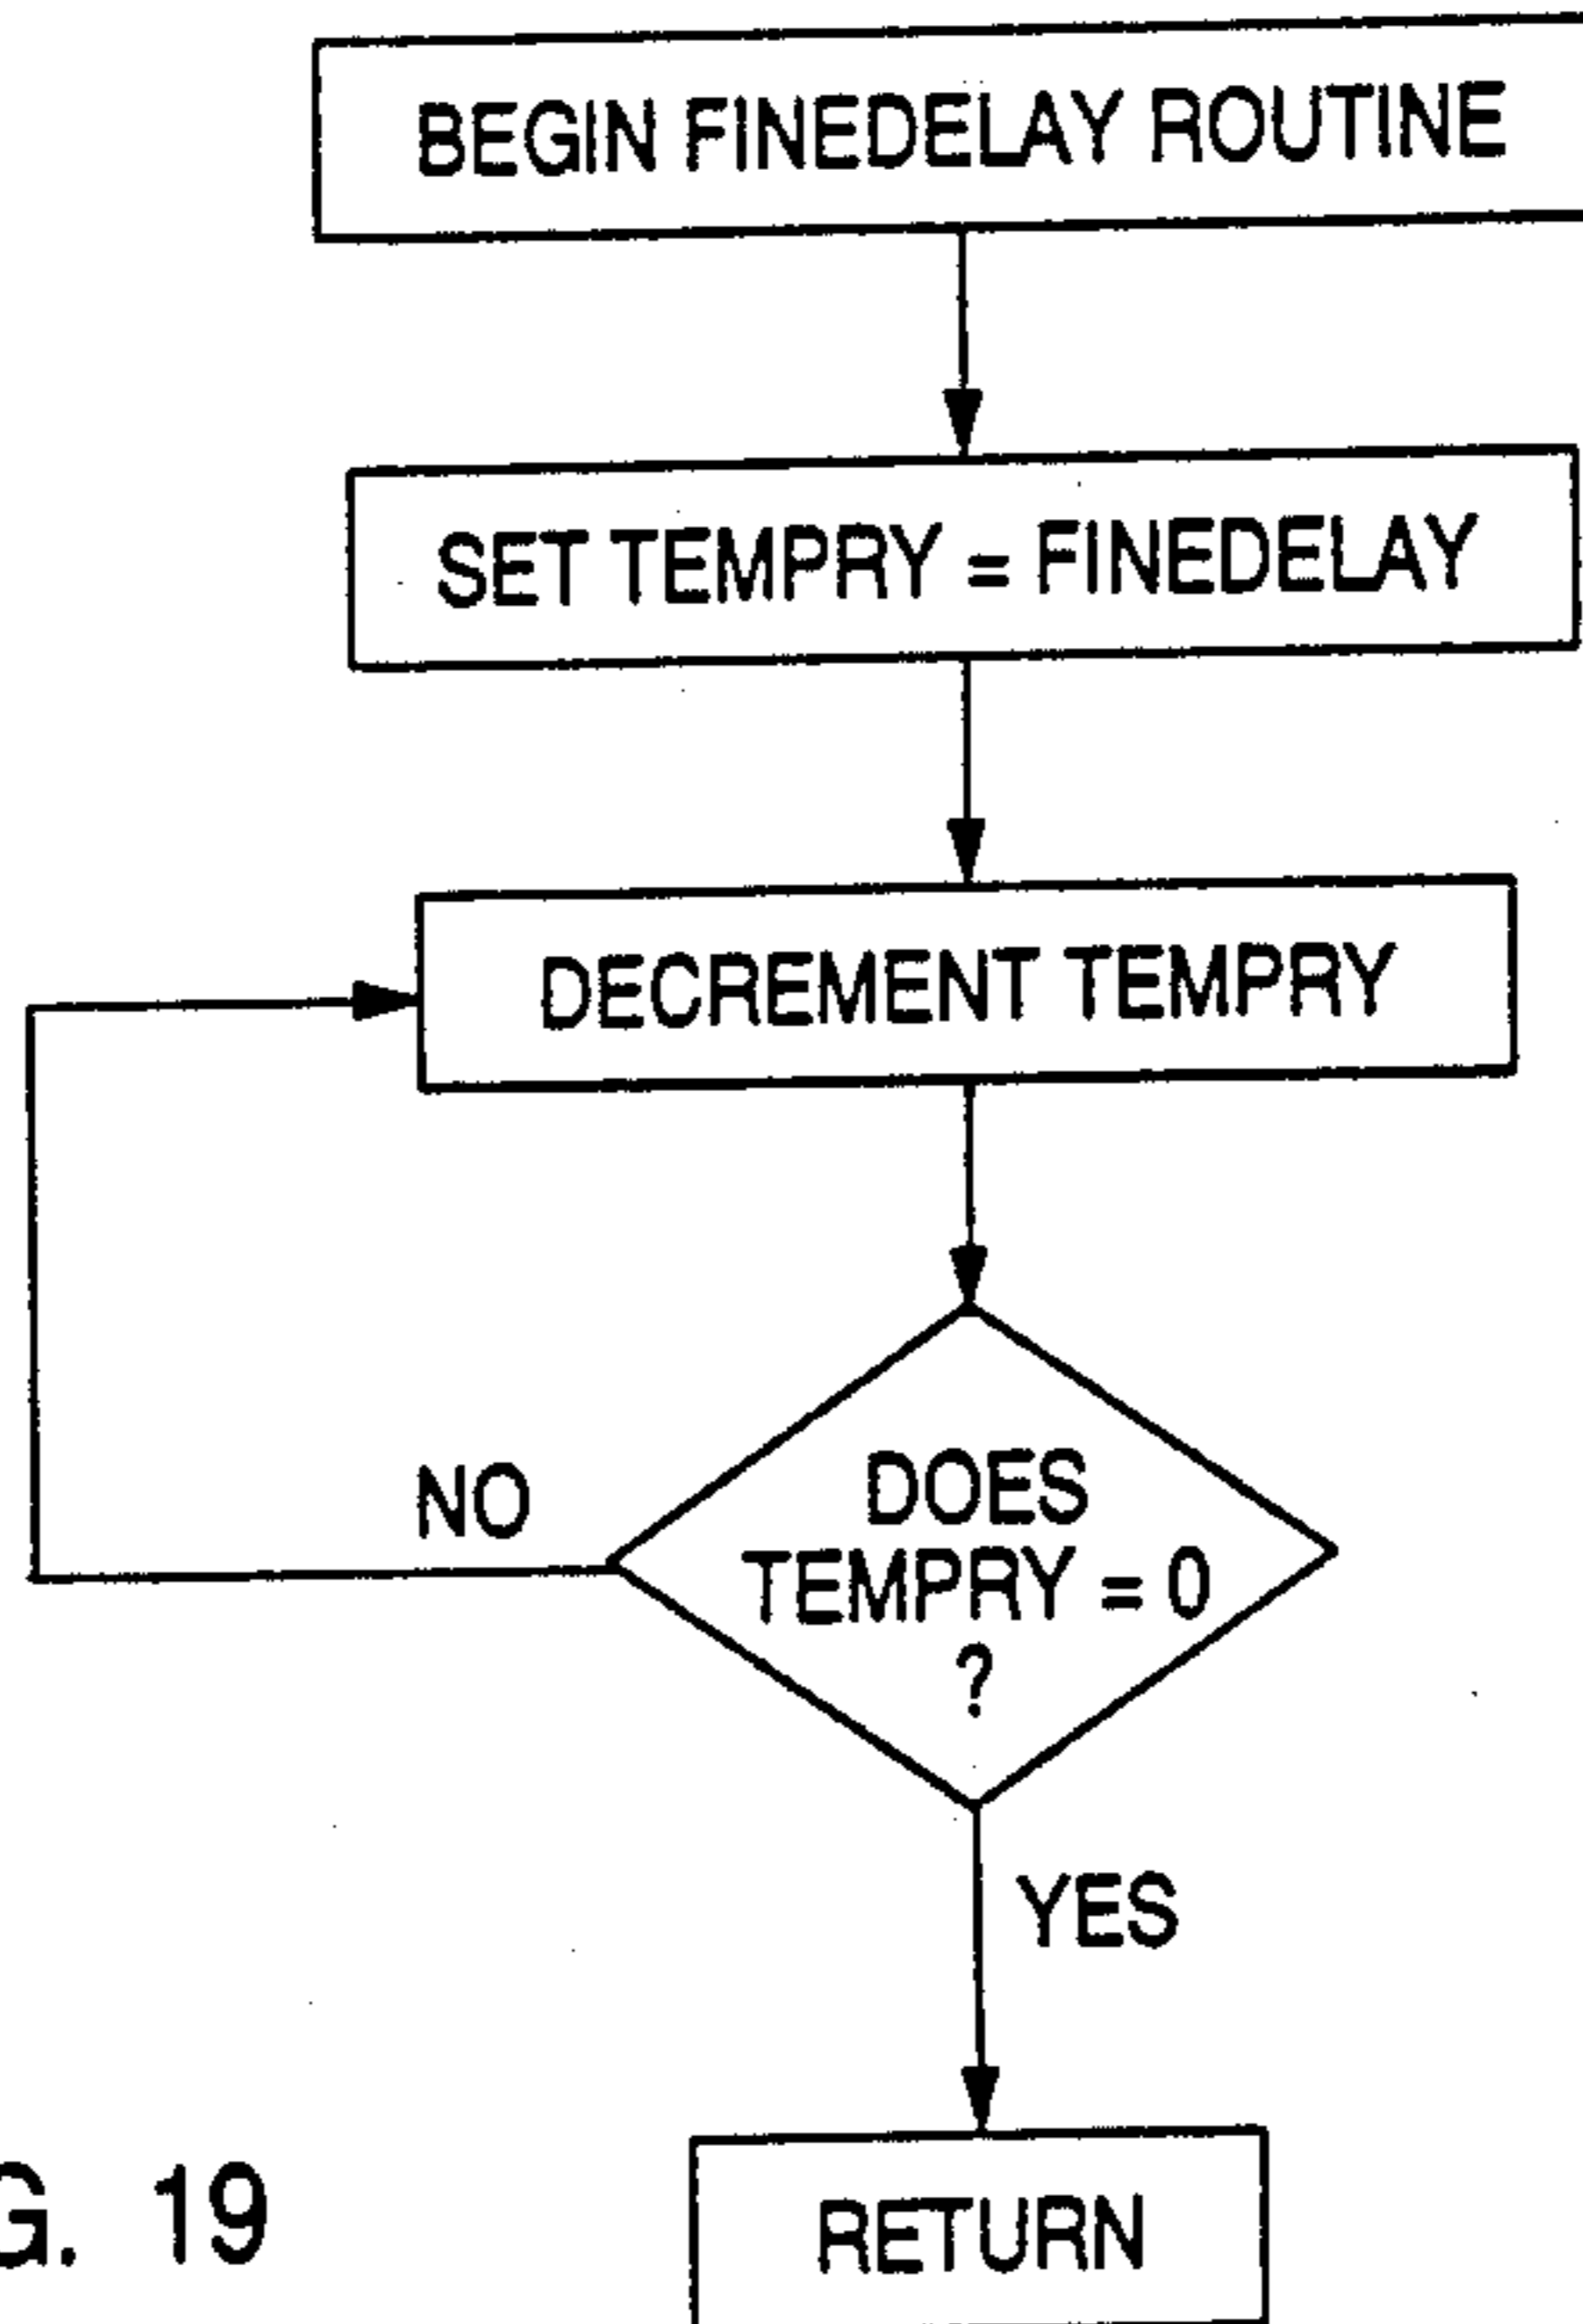 BEGIN FINEDELAY ROUTINE
SET TEMPRY = FINEDELAY
DECREMENT TEMPRY
DOES
TEMPRY = 0
?
NO
YES
RETURN
G. 19